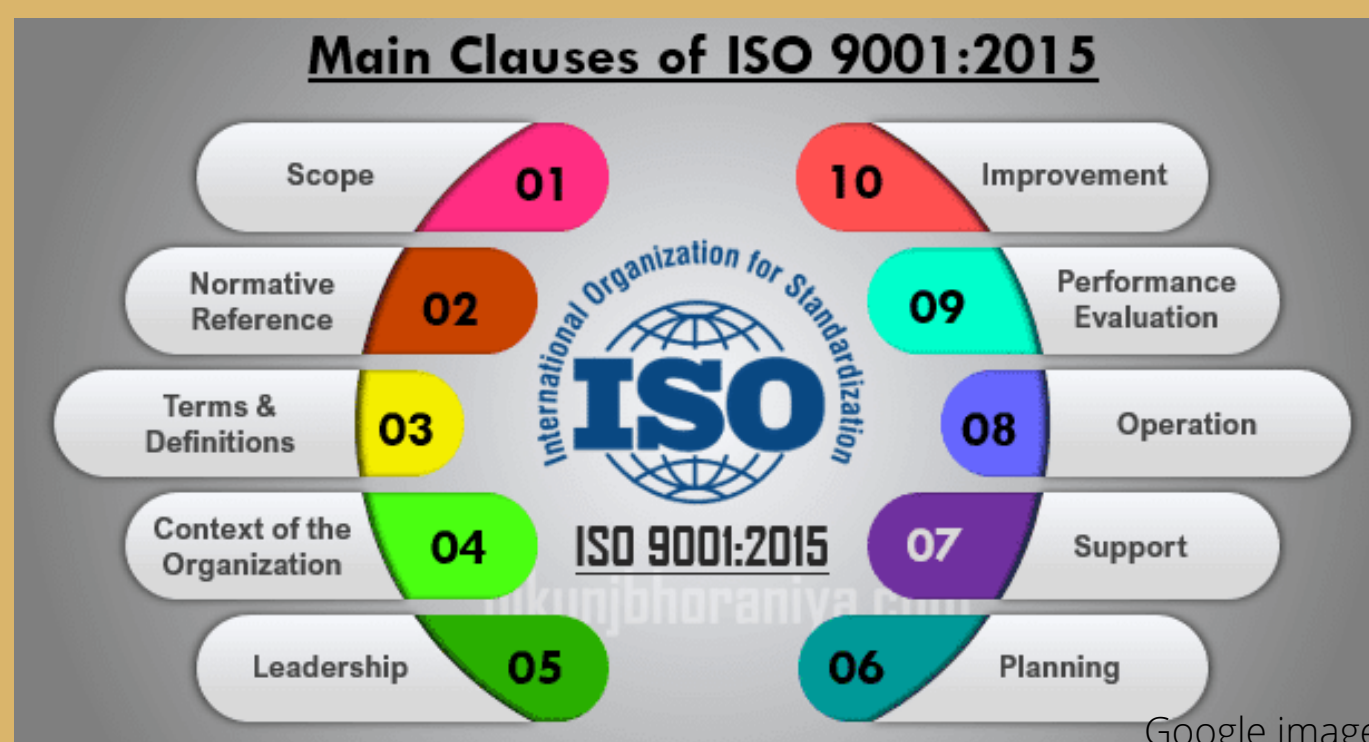 Main Clauses of ISO 9001:2015
Scope
01
Normative
Reference
02
Terms &
Definitions
03
Context of the
Organization
04
Leadership
05
10
Improvement
09
Performance
Evaluation
08
Operation
07
Support
06
Planning
International Organization for Standardization
ISO
ISO 9001:2015
nikunjbhoraniya.com
Google image